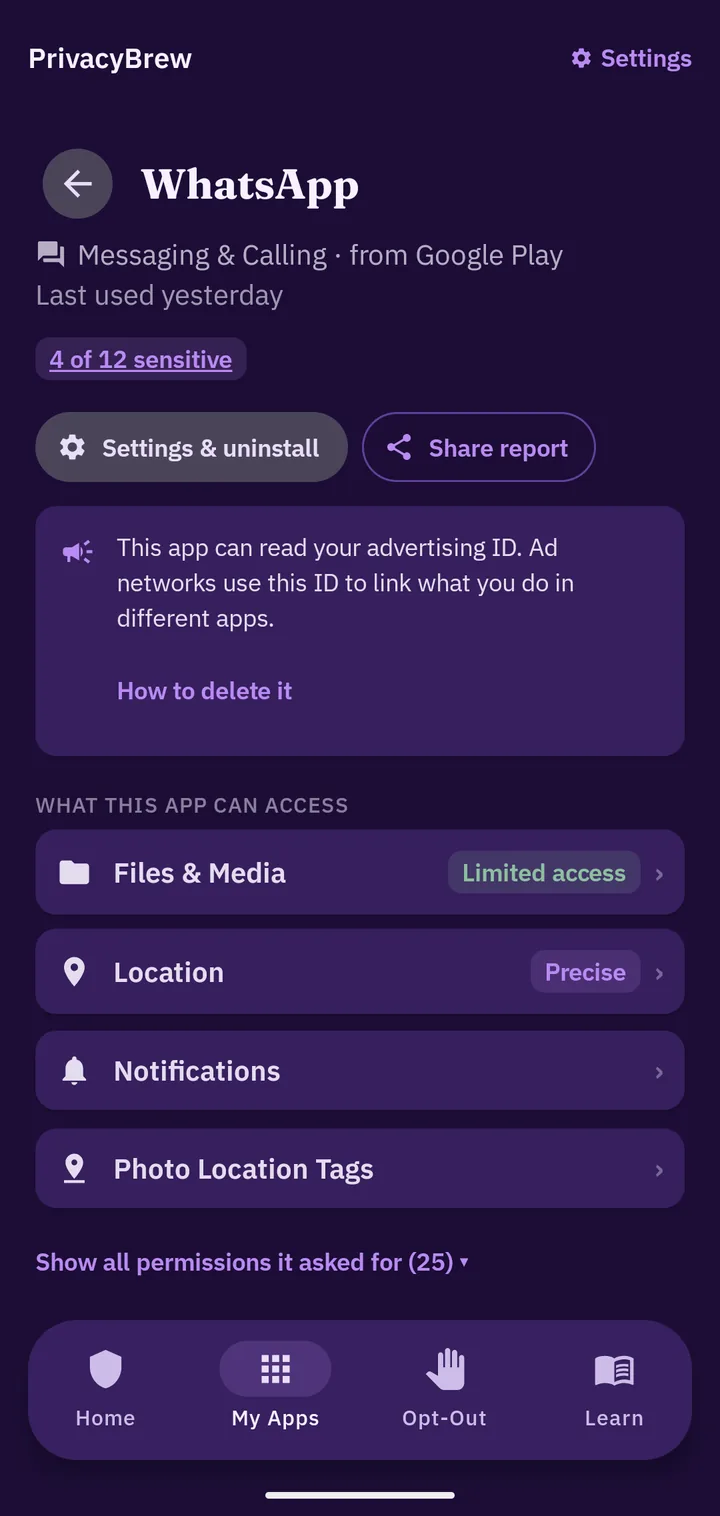 PrivacyBrew
Settings
WhatsApp
Messaging & Calling · from Google Play
Last used yesterday
4 of 12 sensitive
Settings & uninstall
Share report
This app can read your advertising ID. Ad
networks use this ID to link what you do in
different apps.
How to delete it
WHAT THIS APP CAN ACCESS
Files & Media
Limited access
Location
Precise
Notifications
Photo Location Tags
Show all permissions it asked for (25)
Home
My Apps
Opt-Out
Learn